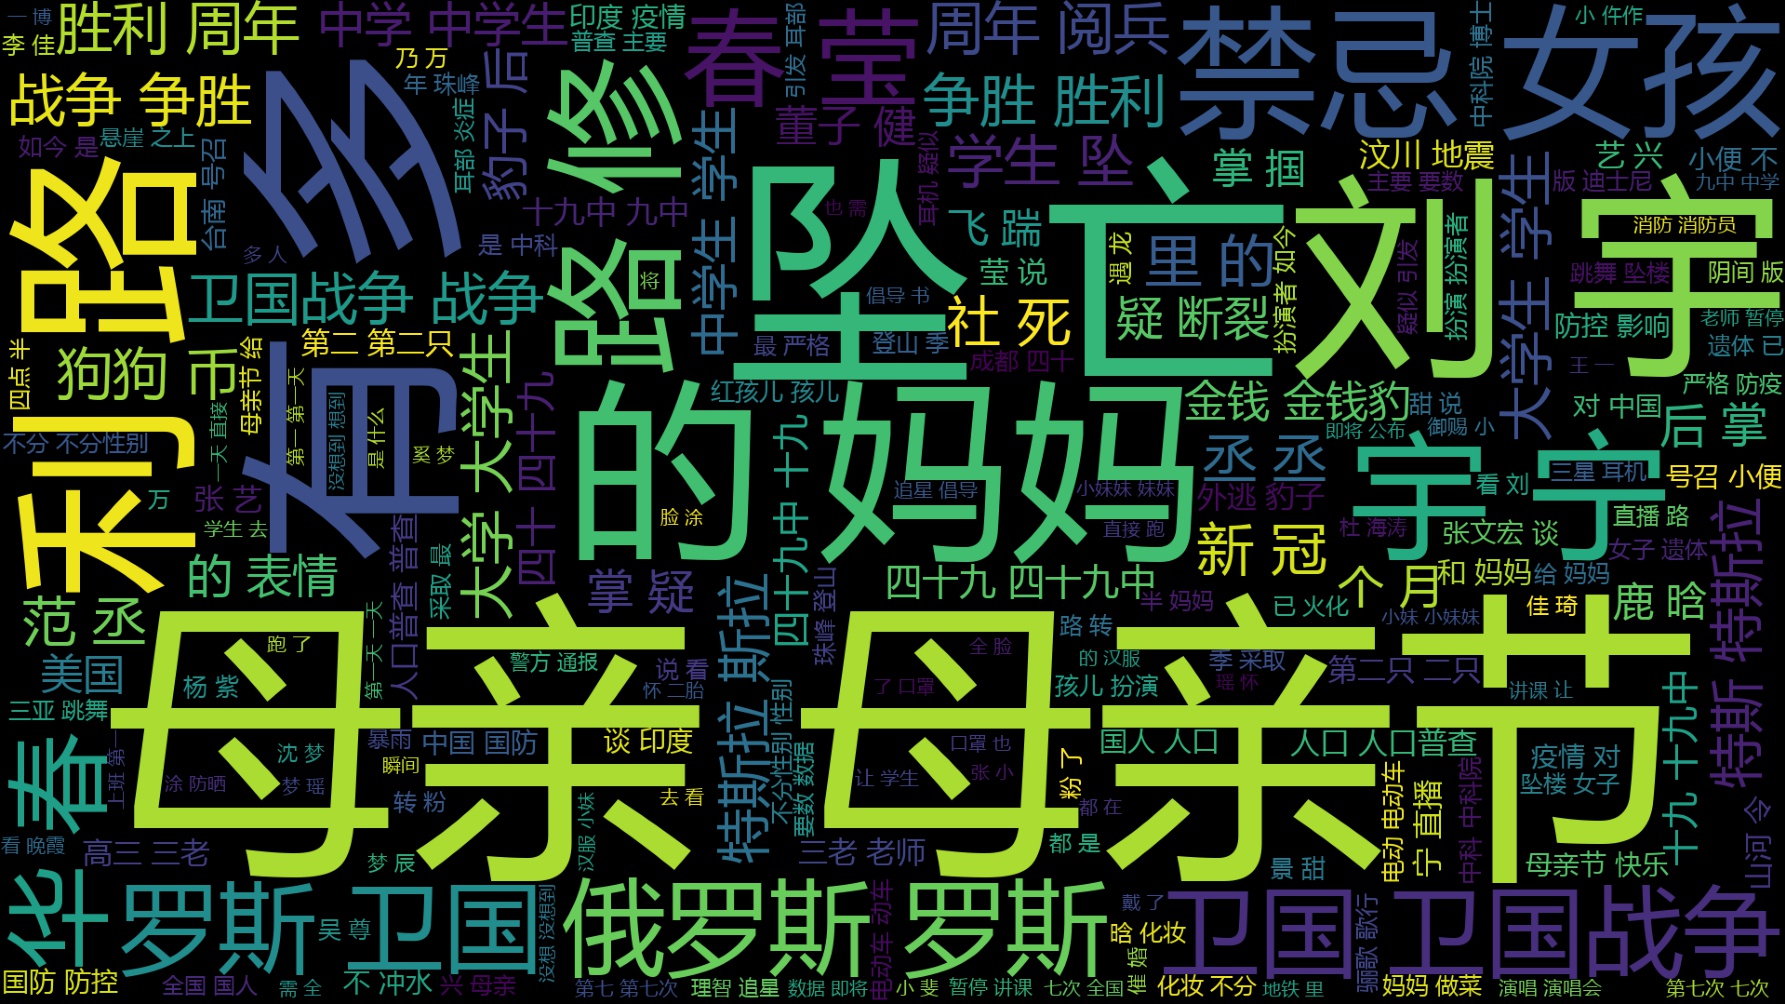 一 博
李 佳
胜利 周年
中学 中学生
印度 疫情
普查 主要
春 莹
引发 耳部
周年 阅兵
禁忌 女孩
中科院 博士
小 仵作
战争 争胜
多
乃 万
年 珠峰
豹子 后
路 修
争胜 胜利
董子 健
如今 是
悬崖 之上
台南 号召
耳部 炎症
中学生 学生
耳机 疑似
学生 坠
掌 掴
汶川 地震
艺 兴
小便 不
主要 要数
版 迪士尼
九中 中学
大学生 学生
路
利
多 人
十九中 九中
是 中科
也 需
坠亡
飞 踹
遇 龙
里 的
扮演者 如今
疑似 引发
扮演 扮演者
刘 宇
消防 消防员
跳舞 坠楼
阴间 版
卫国战争 战争
路
将
倡导 书
莹 说
社 死
疑 断裂
防控 影响
老师 暂停
第二 第二只
最 严格
登山 季
成都 四十
王 一
遗体 已
四点 半
狗狗 币
母亲节 给
有
大学 大学生
四十 四十九
红孩儿 孩儿
金钱 金钱豹
甜 说
对 中国
严格 防疫
不分 不分性别
一天 直接
第一 第一天
没想到 想到
是什么
奚 梦
的 妈妈
四十九中 十九
追星 倡导
小妹妹 妹妹
即将 公布
御赐 小
后 掌
丞 丞
宇 宁
三星 耳机
看 刘
号召 小便
万
张 艺
脸 涂
直接 跑
外逃 豹子
杜 海涛
直播 路
学生 去
新 冠
张文宏 谈
女子 遗体
特斯 特斯拉
的 表情
人口普查 普查
采取 最
掌 疑
四十九 四十九中
个 月
和 妈妈
给 妈妈
范 丞
第一天 一天
特斯拉 斯拉
珠峰 登山
半 妈妈
已 火化
小妹 小妹妹
佳 琦
鹿 晗
母亲 母亲节
跑 了
警方 通报
说 看
全 脸
路 转
的 汉服
季 采取
第二只 二只
美国
杨 紫
怀 二胎
不分性别 性别
了 口罩
孩儿 扮演
瑶 怀
讲课 让
十九 十九中
三亚 跳舞
上班 第一
沈 梦
暴雨
中国 国防
谈 印度
口罩 也
国人 人口
人口 人口普查
疫情 对
春
华
涂 防晒
梦 瑶
瞬间
转 粉
去 看
要数 数据
让 学生
张 小
粉 了
电动 电动车
宁 直播
中科 中科院
坠楼 女子
看 晚霞
高三 三老
梦 辰
汉服 小妹
都 在
三老 老师
都 是
景 甜
母亲节 快乐
山河 令
罗斯 卫国
吴 尊
没想 没想到
俄罗斯 罗斯
电动车 动车
戴 了
晗 化妆
催 婚
卫国 卫国战争
骊歌 歌行
国防 防控
全国 国人
需 全
不 冲水
兴 母亲
第七 第七次
理智 追星
数据 即将
小 斐
暂停 讲课
七次 全国
化妆 不分
地铁 里
妈妈 做菜
演唱 演唱会
第七次 七次